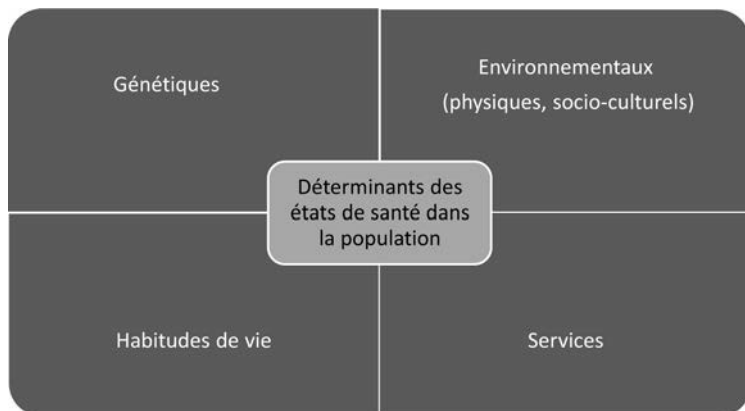 Génétiques
Environnementaux
(physiques, socio-culturels)
Déterminants des
états de santé dans
la population
Habitudes de vie
Services